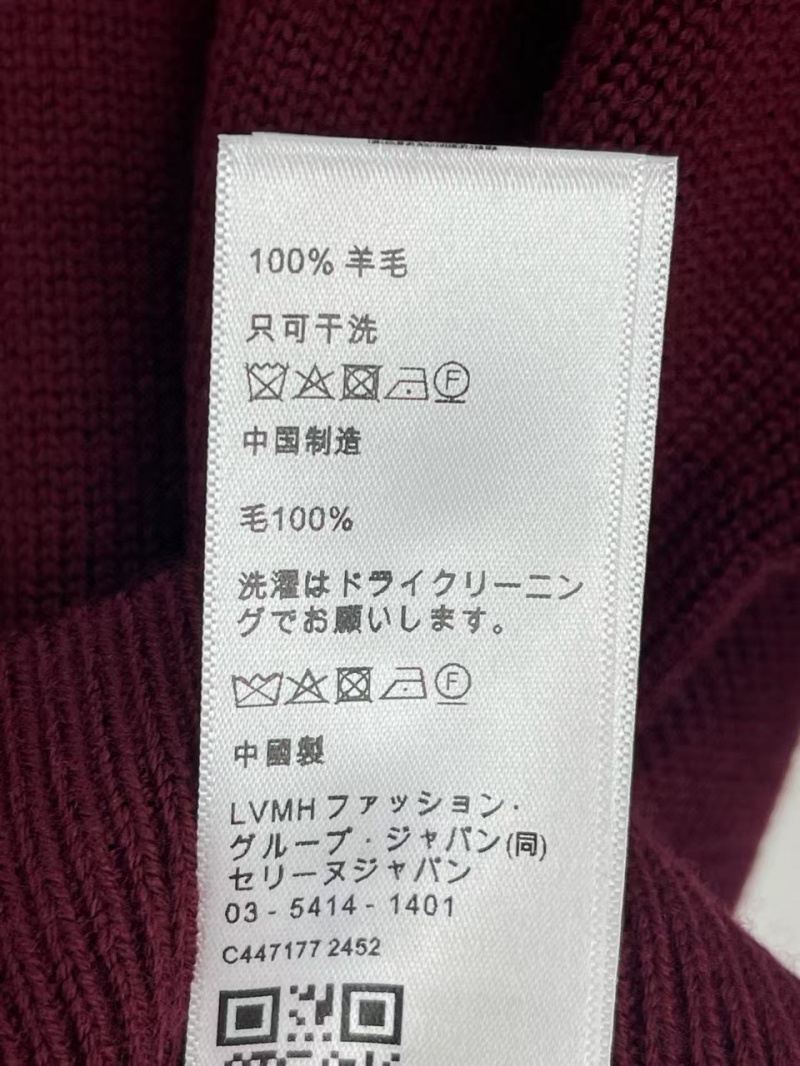 100% 羊毛
只可干洗
F
中国制造
毛100%
洗濯はドライクリーニン
グでお願いします。
F
中國製
LVMHファッション・
グループ・ジャパン(同)
セリーヌジャパン
03 - 5414 - 1401
C447177 2452